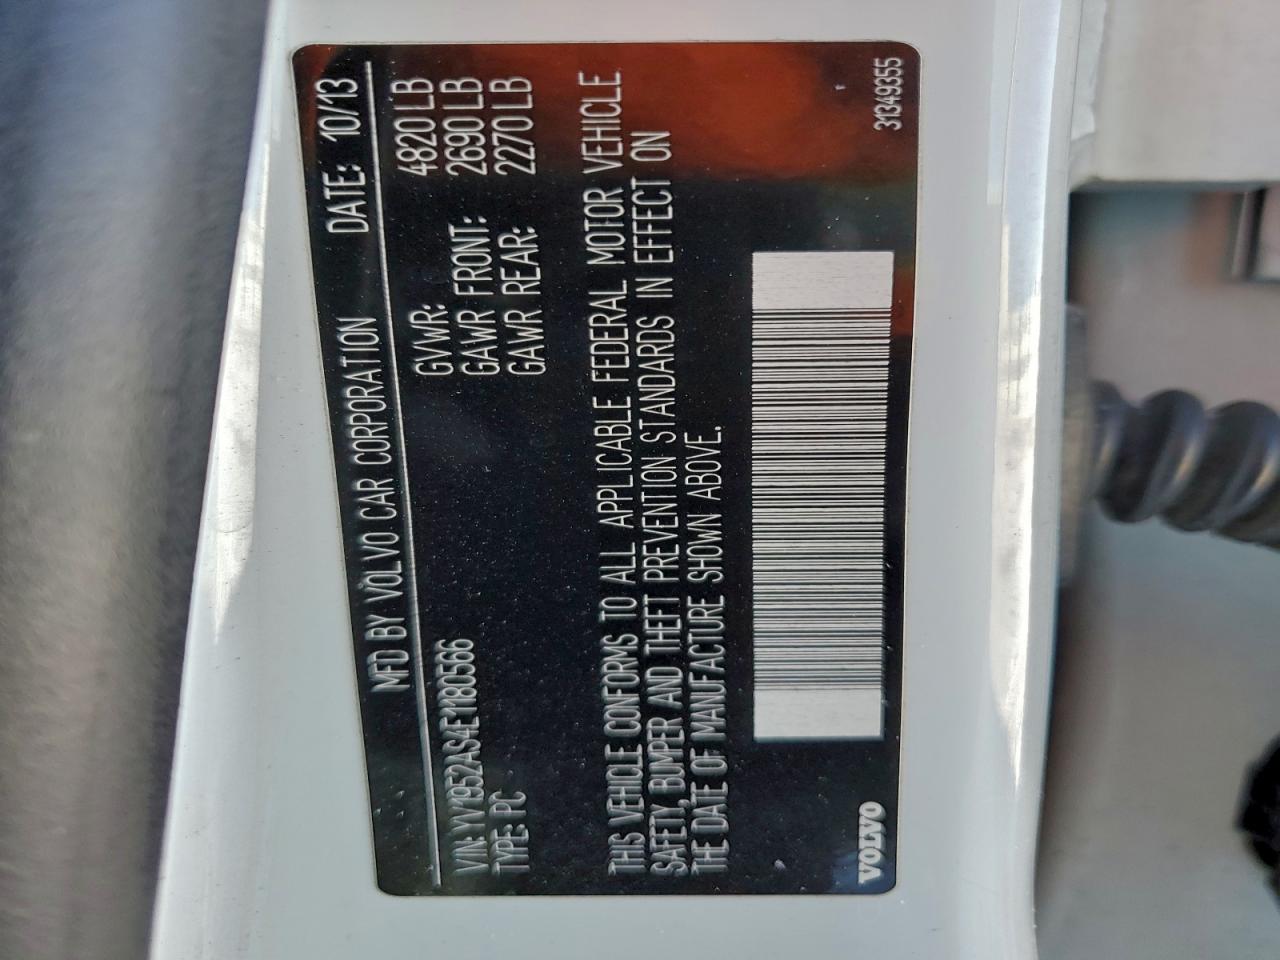 MFD BY VOLVO CAR CORPORATION DATE: 10/13
VIN: YV1952AS4E1180566 GVWR: 4820 LB
TYPE: PC GAWR FRONT: 2690 LB
GAWR REAR: 2270 LB
THIS VEHICLE CONFORMS TO ALL APPLICABLE FEDERAL MOTOR VEHICLE
SAFETY, BUMPER AND THEFT PREVENTION STANDARDS IN EFFECT ON
THE DATE OF MANUFACTURE SHOWN ABOVE.
VOLVO 31349355